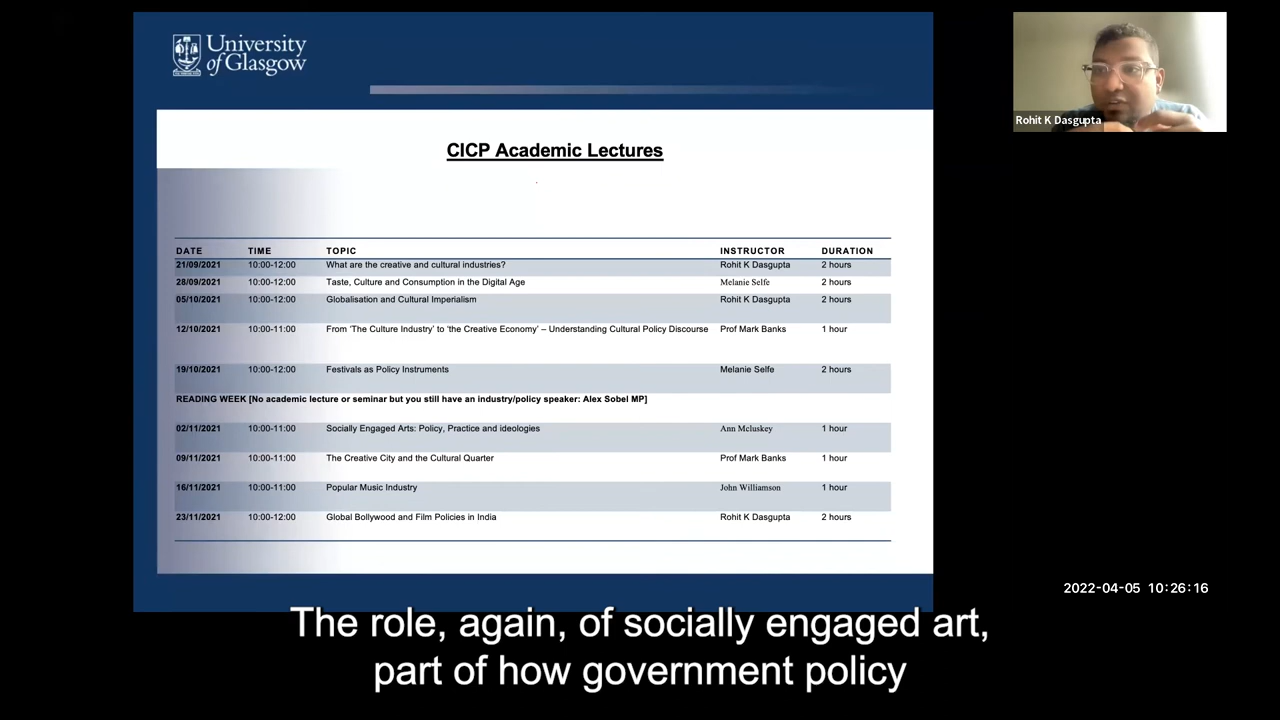 University
of Glasgow
CICP Academic Lectures
DATE TIME TOPIC INSTRUCTOR DURATION
21/09/2021 10:00-12:00 What are the creative and cultural industries? Rohit K Dasgupta 2 hours
28/09/2021 10:00-12:00 Taste, Culture and Consumption in the Digital Age Melanie Selfe 2 hours
05/10/2021 10:00-12:00 Globalisation and Cultural Imperialism Rohit K Dasgupta 2 hours
12/10/2021 10:00-11:00 From 'The Culture Industry' to 'the Creative Economy' – Understanding Cultural Policy Discourse Prof Mark Banks 1 hour
19/10/2021 10:00-12:00 Festivals as Policy Instruments Melanie Selfe 2 hours
READING WEEK [No academic lecture or seminar but you still have an industry/policy speaker: Alex Sobel MP]
02/11/2021 10:00-11:00 Socially Engaged Arts: Policy, Practice and ideologies Ann Mcluskey 1 hour
09/11/2021 10:00-11:00 The Creative City and the Cultural Quarter Prof Mark Banks 1 hour
16/11/2021 10:00-11:00 Popular Music Industry John Williamson 1 hour
23/11/2021 10:00-12:00 Global Bollywood and Film Policies in India Rohit K Dasgupta 2 hours
Rohit K Dasgupta
2022-04-05 10:26:16
The role, again, of socially engaged art,
part of how government policy